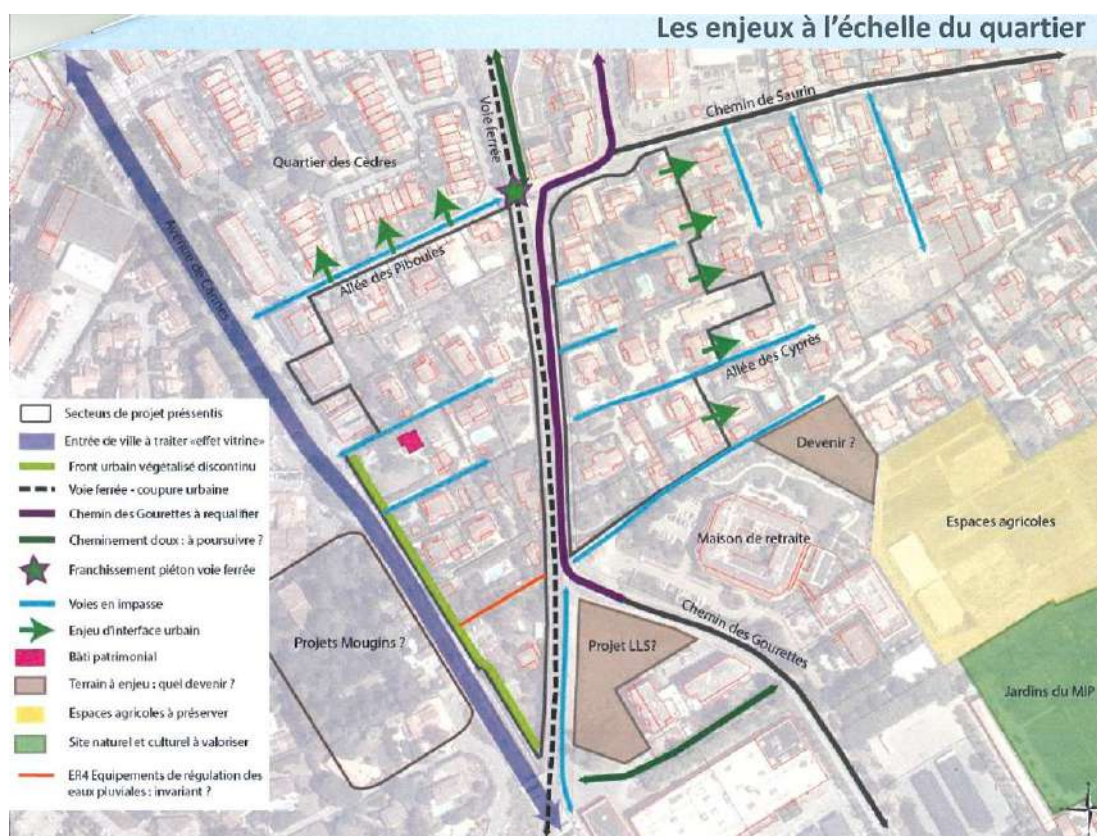 Les enjeux à l'échelle du quartier
Chemin de Saurin
Voie ferrée
Quartier des Cèdres
Avenue de Cannes
Allée des Piboules
Allée des Cyprès
Devenir ?
Espaces agricoles
Maison de retraite
Chemin des Gourettes
Projet LLS?
Projets Mougins ?
Jardins du MIP
Secteurs de projet préssentis
Entrée de ville à traiter «effet vitrine»
Front urbain végétalisé discontinu
Voie ferrée - coupure urbaine
Chemin des Gourettes à requalifier
Cheminement doux : à poursuivre ?
Franchissement piéton voie ferrée
Voies en impasse
Enjeu d'interface urbain
Bâti patrimonial
Terrain à enjeu : quel devenir ?
Espaces agricoles à préserver
Site naturel et culturel à valoriser
ER4 Equipements de régulation des
eaux pluviales : invariant ?